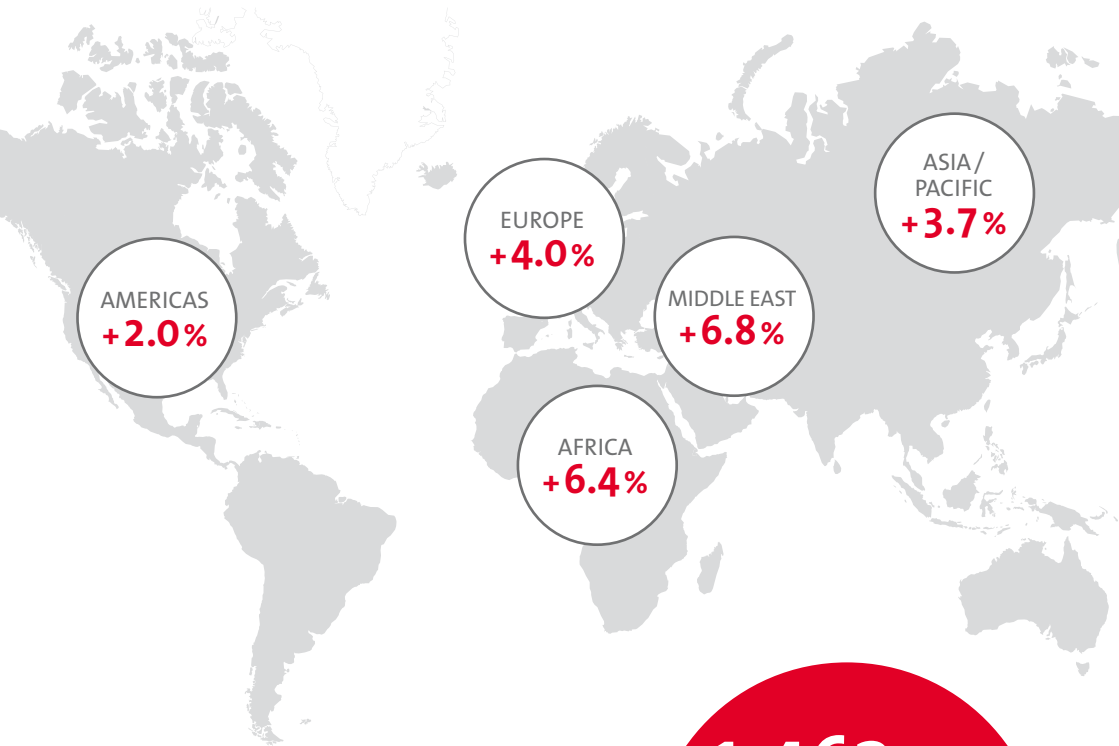 ASIA /
PACIFIC
+3.7 %
EUROPE
+4.0 %
MIDDLE EAST
+6.8 %
AMERICAS
+2.0 %
AFRICA
+6.4 %